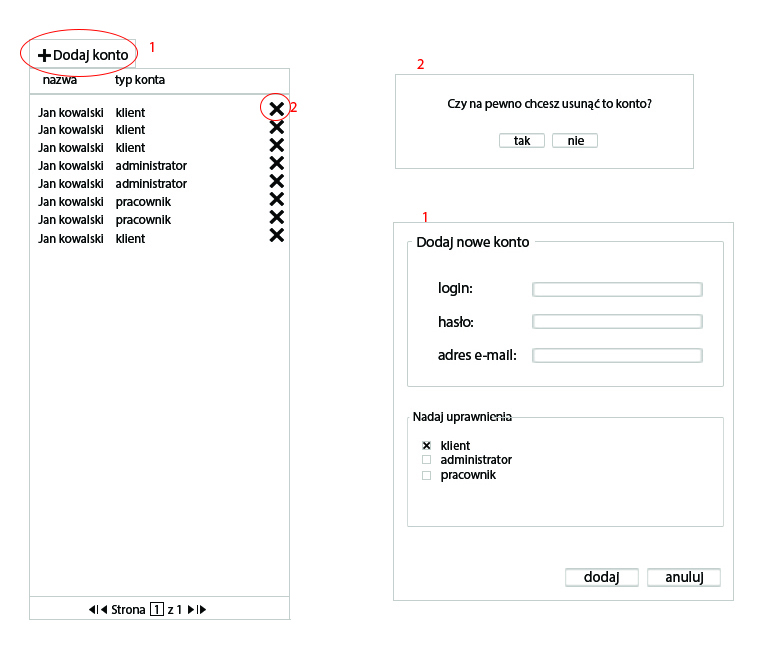 Dodaj konto 1
nazwa typ konta
Jan kowalski klient 2
Jan kowalski klient
Jan kowalski klient
Jan kowalski administrator
Jan kowalski administrator
Jan kowalski pracownik
Jan kowalski pracownik
Jan kowalski klient
Strona 1 z 1
2
Czy na pewno chcesz usunąć to konto?
tak nie
1
Dodaj nowe konto
login:
hasło:
adres e-mail:
Nadaj uprawnienia
klient
administrator
pracownik
dodaj anuluj